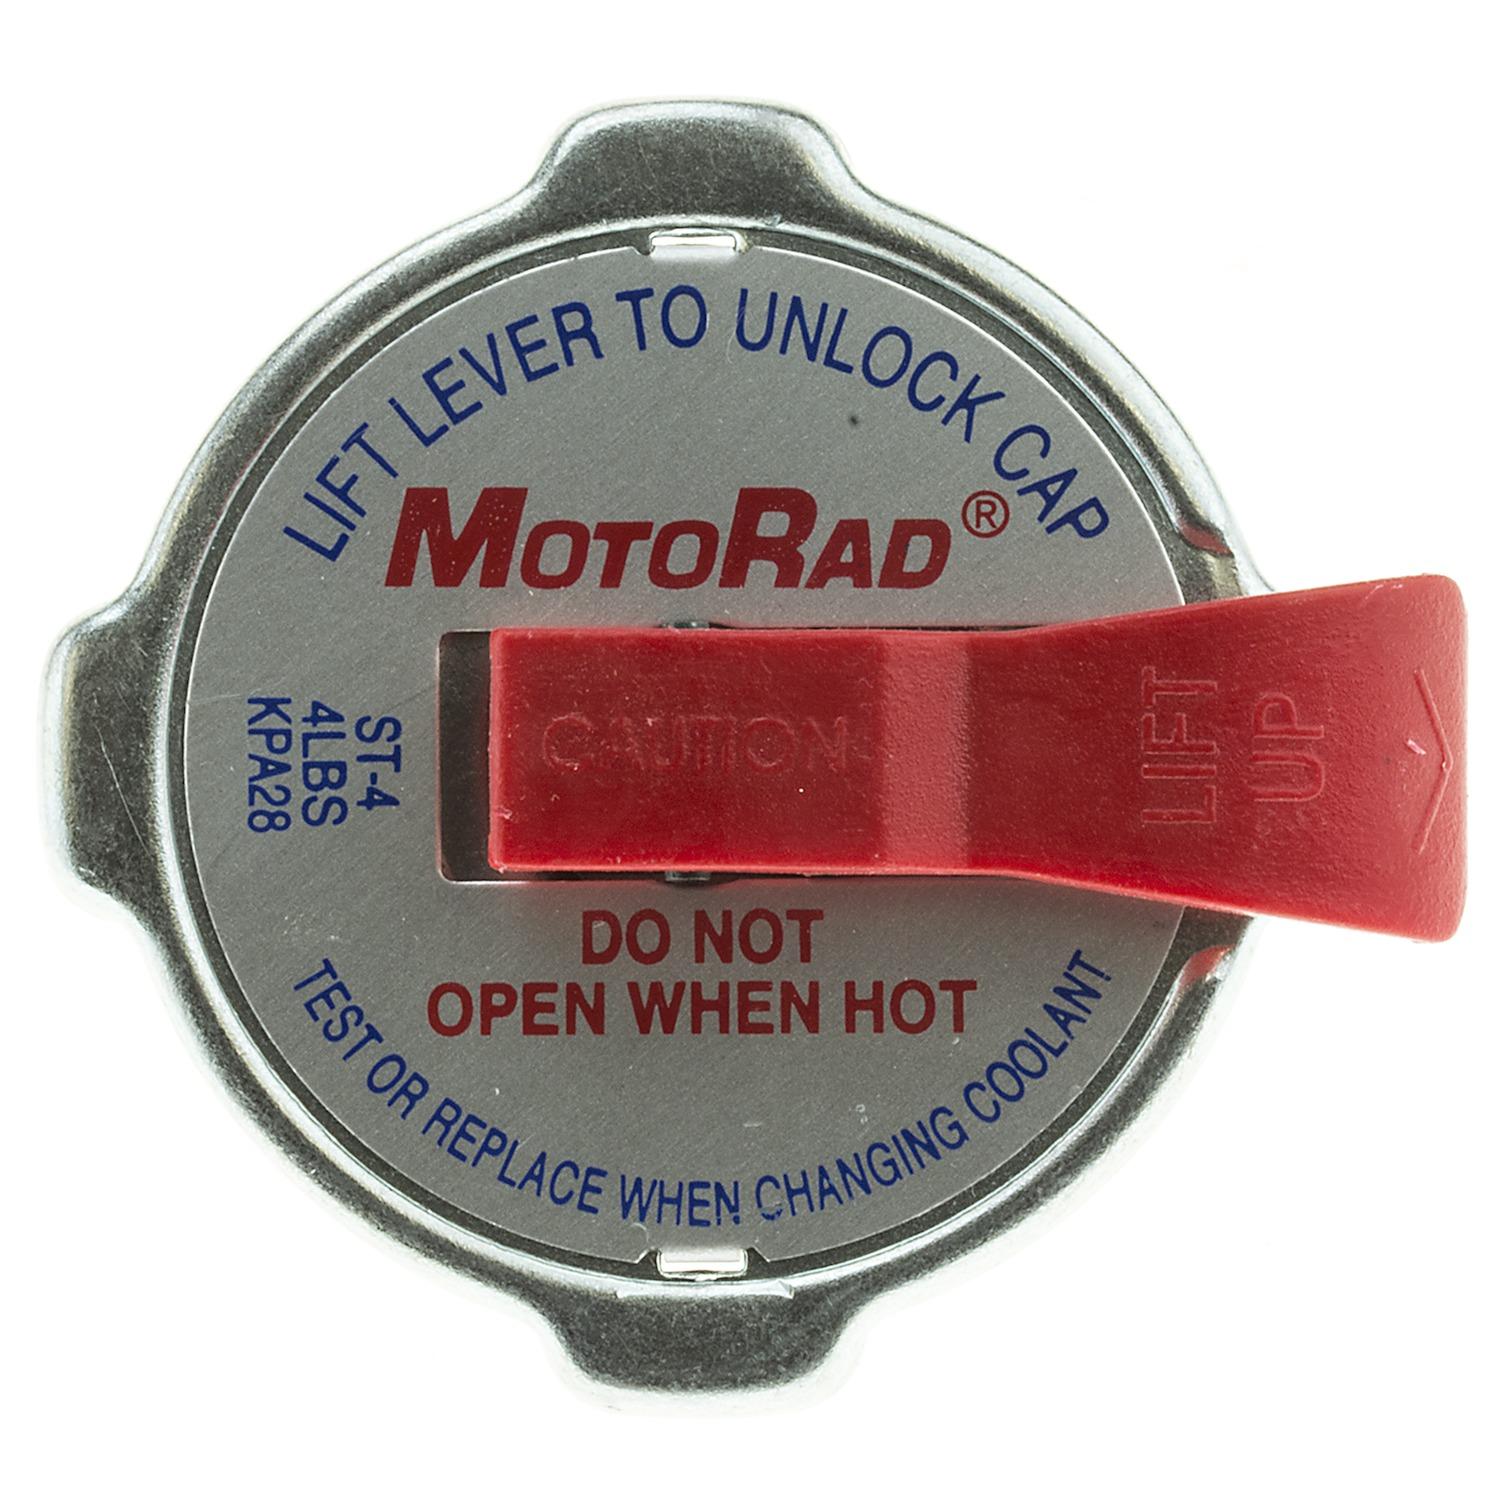 LIFT LEVER TO UNLOCK CAP
MOTORAD®
CAUTION
LIFT
UP
ST-4
4LBS
KPA28
DO NOT
OPEN WHEN HOT
TEST OR REPLACE WHEN CHANGING COOLANT